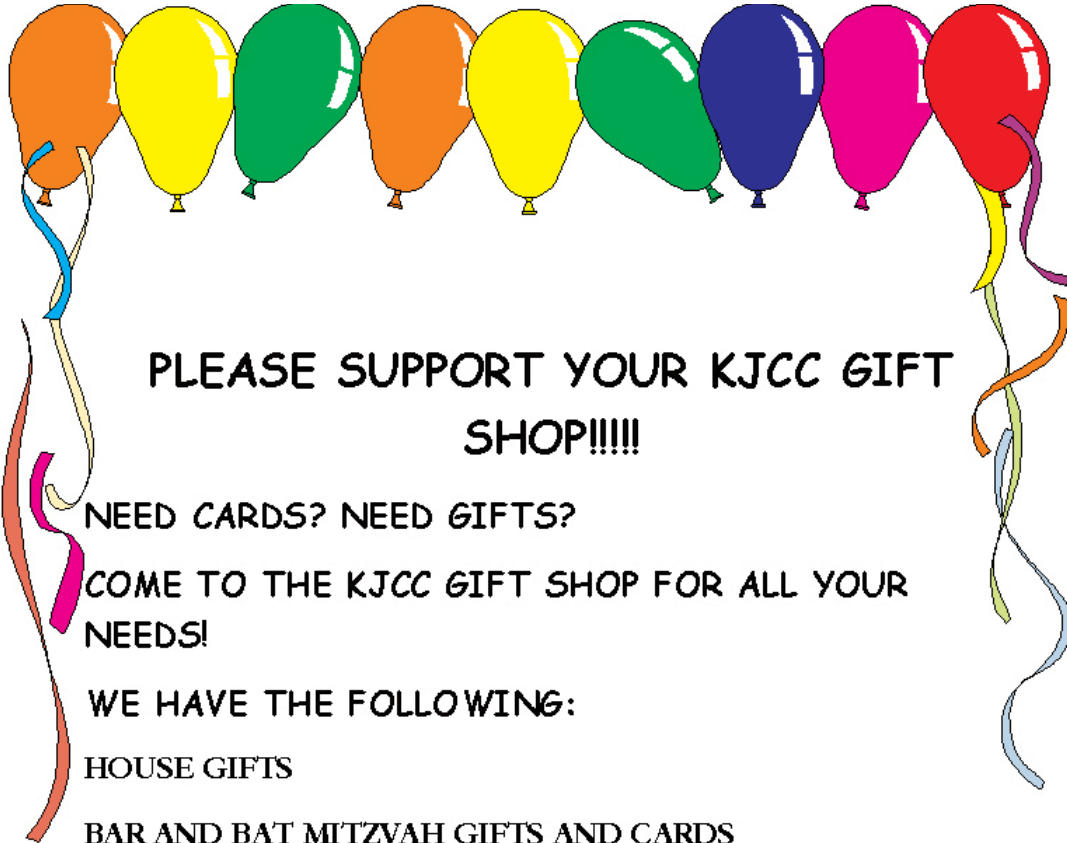 PLEASE SUPPORT YOUR KJCC GIFT
SHOP!!!!!
NEED CARDS? NEED GIFTS?
COME TO THE KJCC GIFT SHOP FOR ALL YOUR
NEEDS!
WE HAVE THE FOLLOWING:
HOUSE GIFTS
BAR AND BAT MITZVAH GIFTS AND CARDS